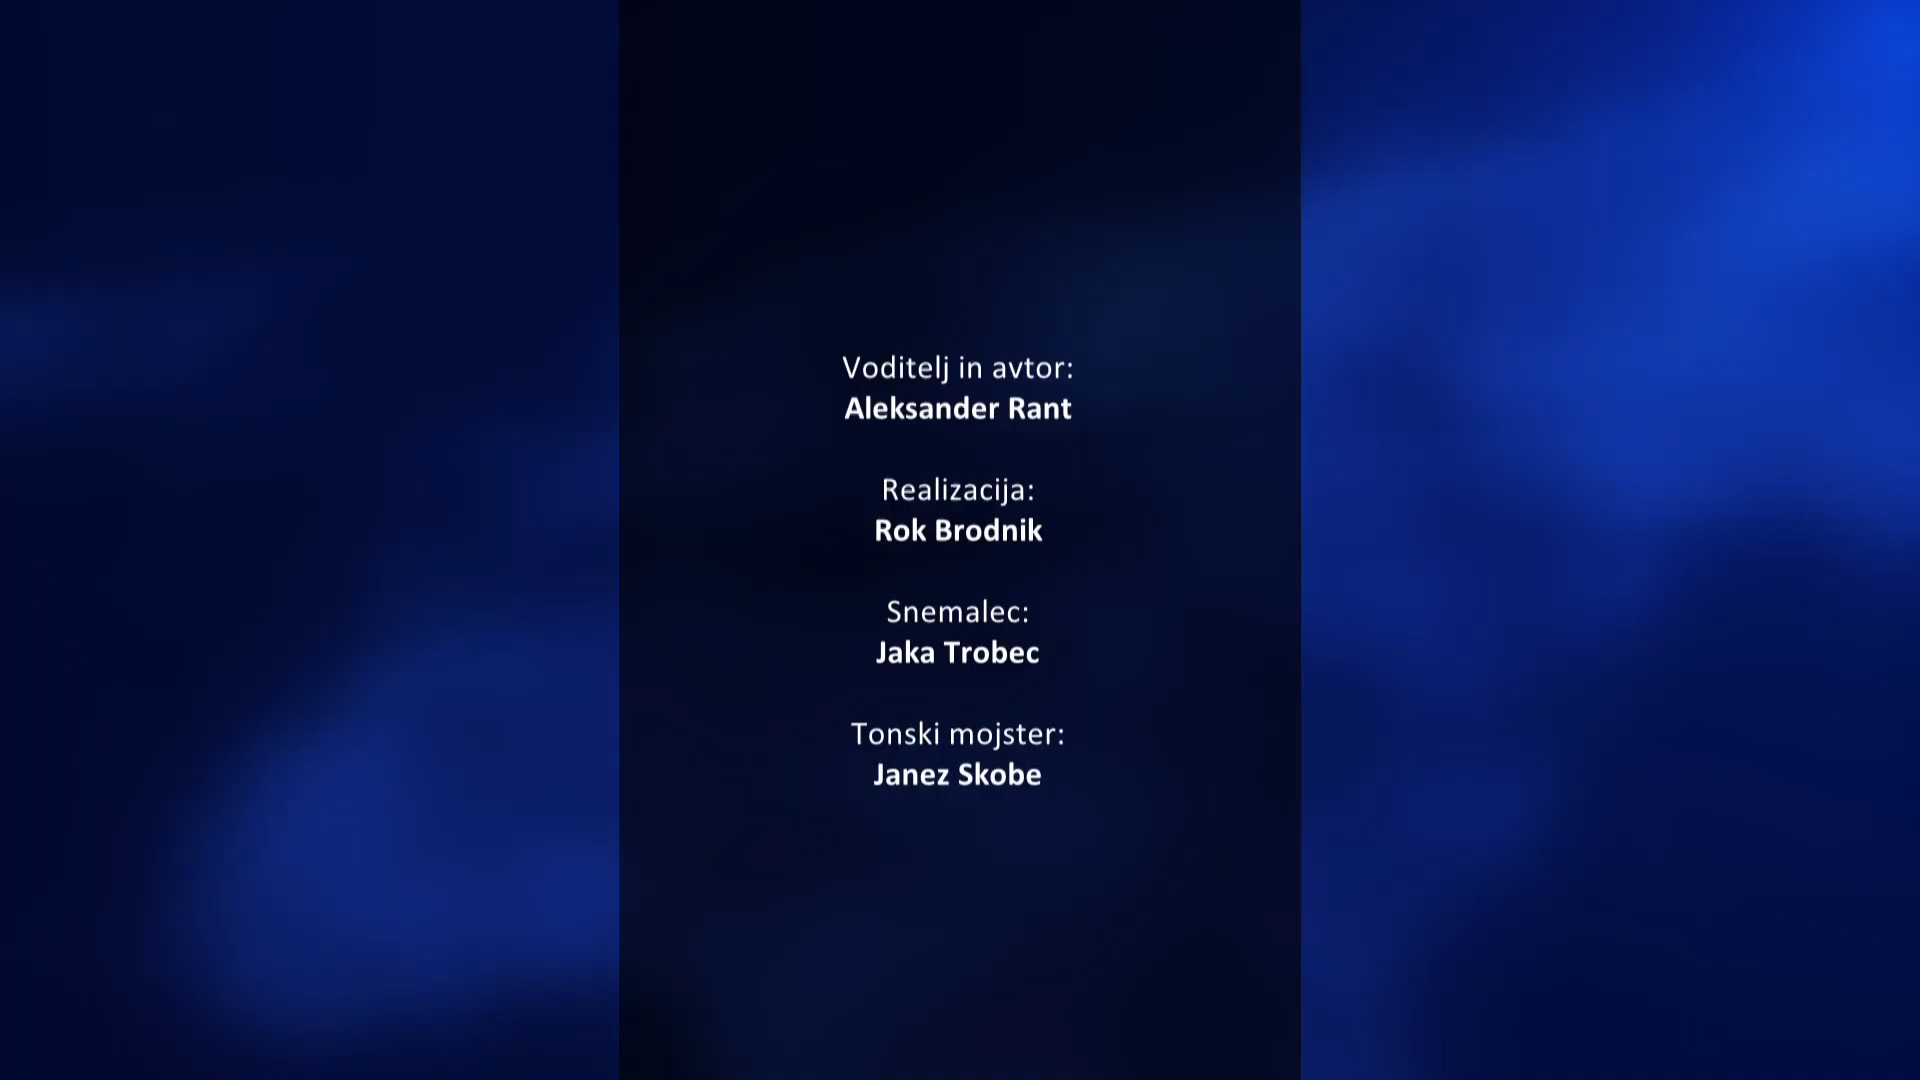 Voditelj in avtor:
Aleksander Rant
Realizacija:
Rok Brodnik
Snemalec:
Jaka Trobec
Tonski mojster:
Janez Skobe